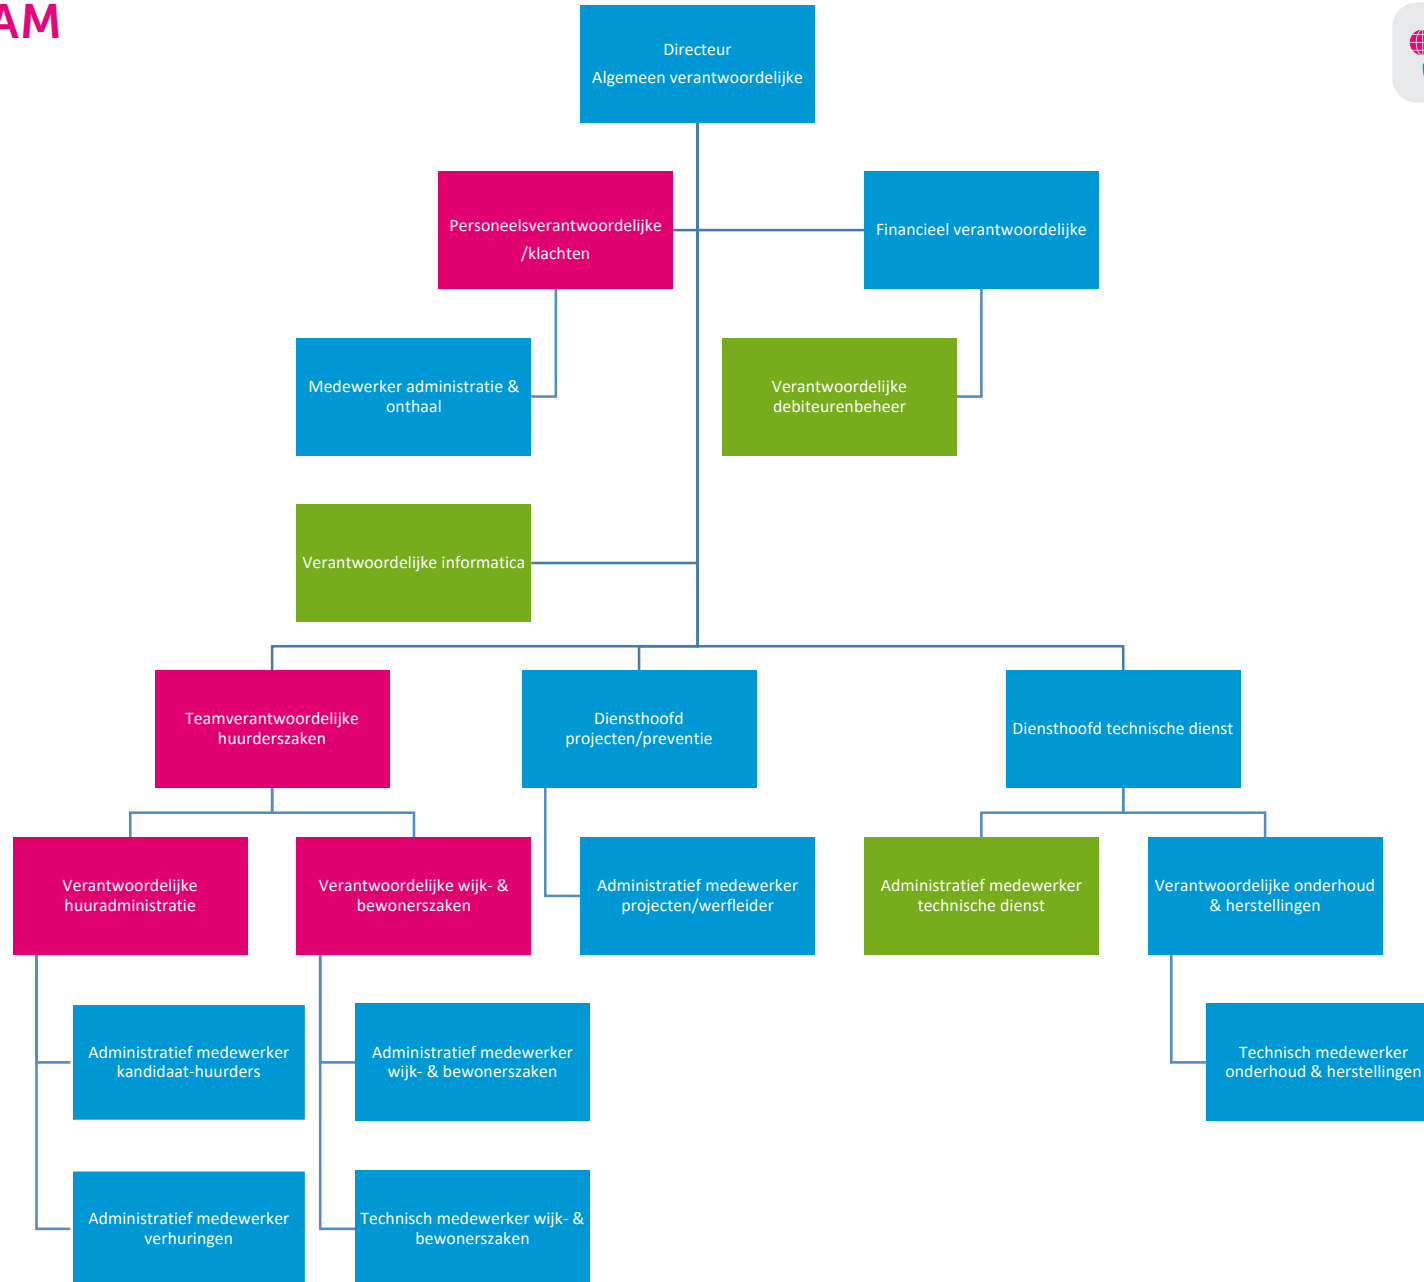 AM
Directeur
Algemeen verantwoordelijke
Personeelsverantwoordelijke
/klachten
Financieel verantwoordelijke
Medewerker administratie &
onthaal
Verantwoordelijke
debiteurenbeheer
Verantwoordelijke informatica
Teamverantwoordelijke
huurderszaken
Diensthoofd
projecten/preventie
Diensthoofd technische dienst
Verantwoordelijke
huuradministratie
Verantwoordelijke wijk- &
bewonerszaken
Administratief medewerker
projecten/werfleider
Administratief medewerker
technische dienst
Verantwoordelijke onderhoud
& herstellingen
Administratief medewerker
kandidaat-huurders
Administratief medewerker
wijk- & bewonerszaken
Technisch medewerker
onderhoud & herstellingen
Administratief medewerker
verhuringen
Technisch medewerker wijk- &
bewonerszaken